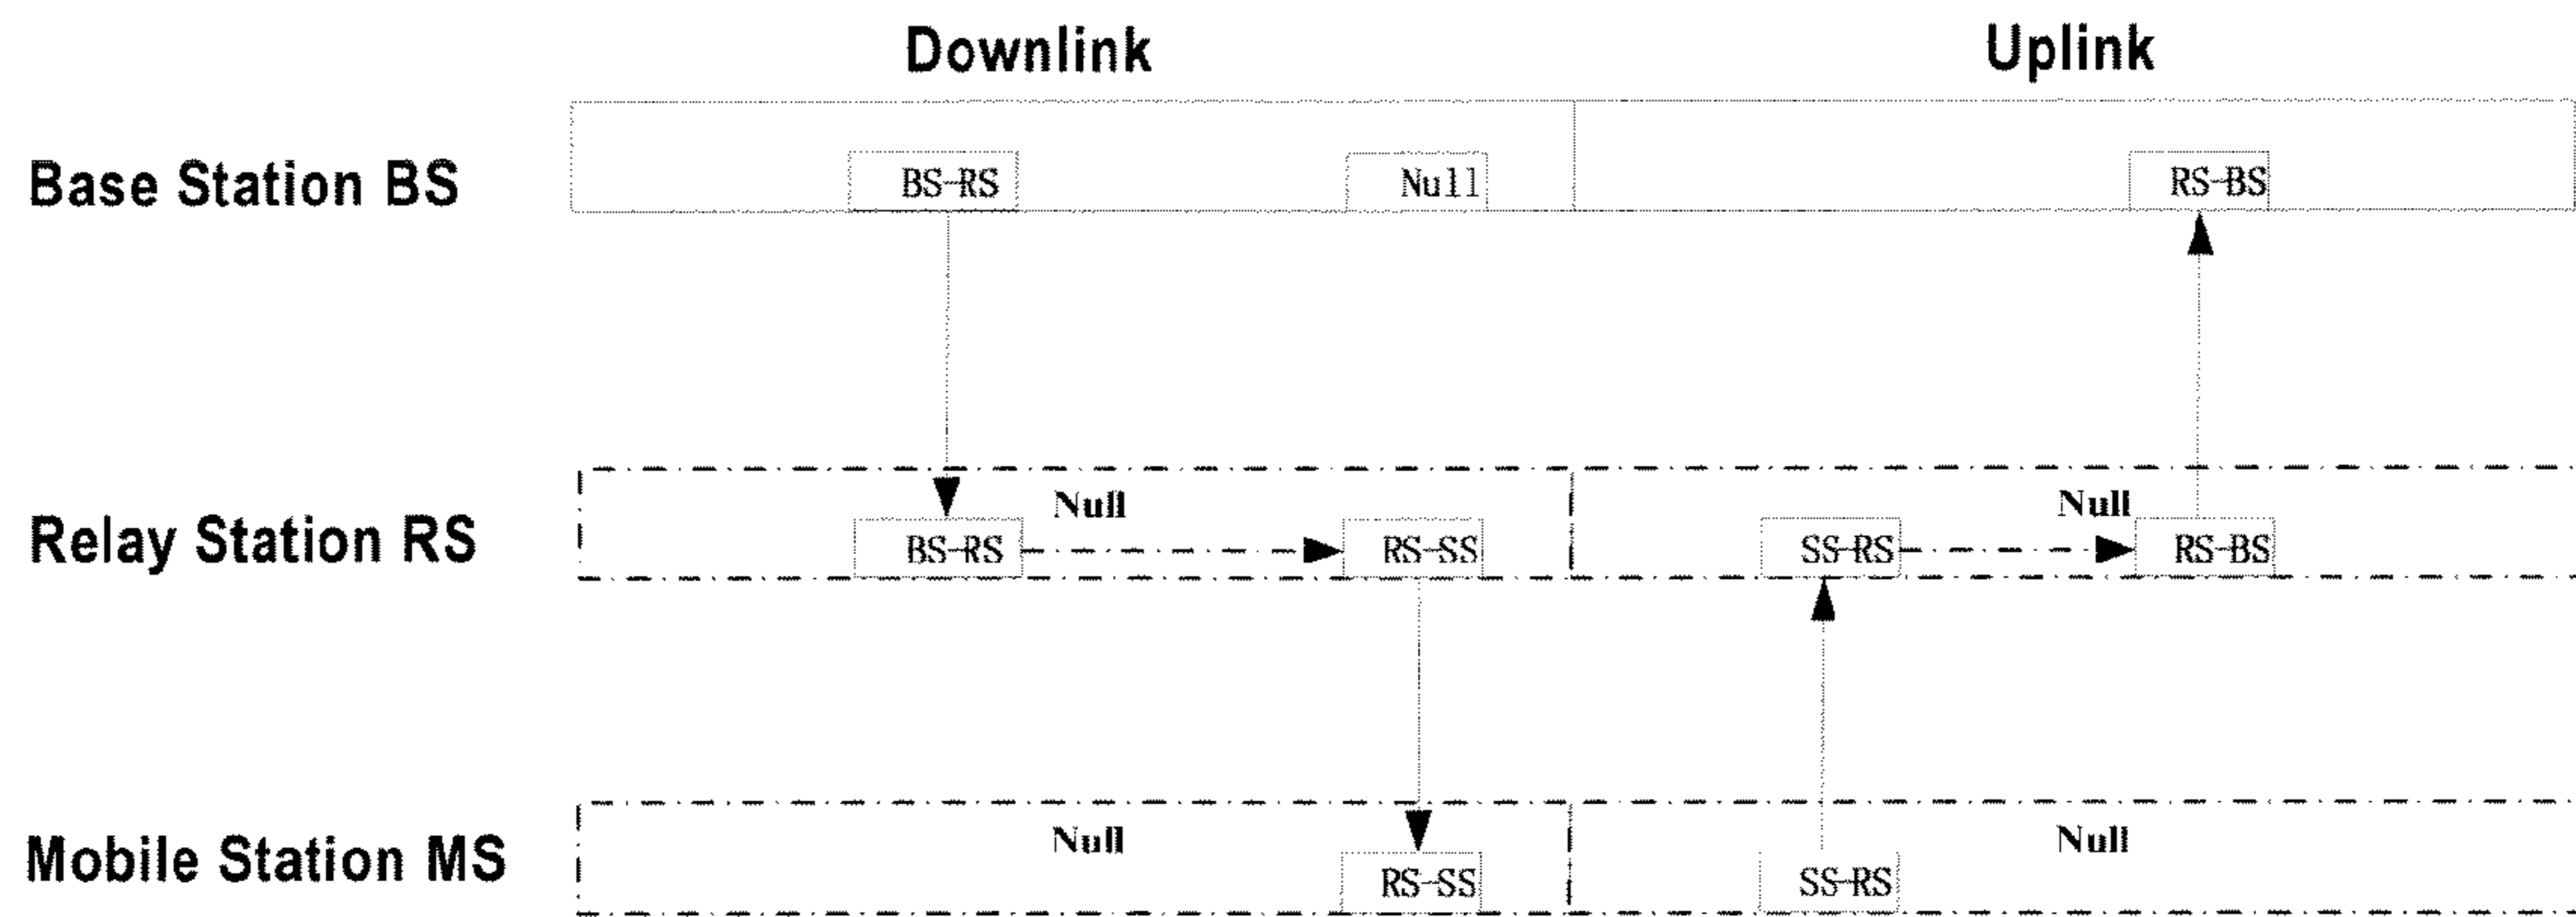 Downlink Uplink
Base Station BS BS-RS Null RS-BS
Null Null
Relay Station RS BS-RS RS-SS SS-RS RS-BS
Null Null
Mobile Station MS RS-SS SS-RS